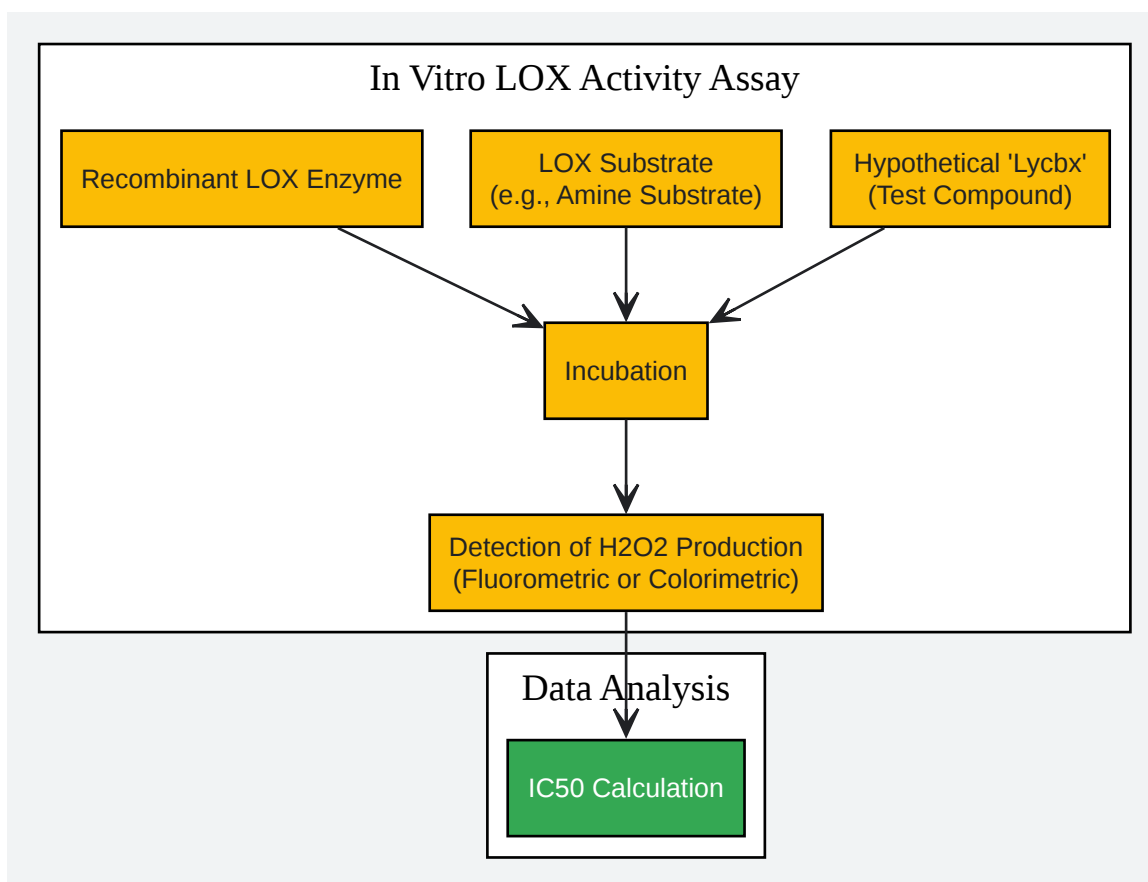 In Vitro LOX Activity Assay
Recombinant LOX Enzyme
LOX Substrate
(e.g., Amine Substrate)
Hypothetical 'Lycbx'
(Test Compound)
Incubation
Detection of H2O2 Production
(Fluorometric or Colorimetric)
Data Analysis
IC50 Calculation